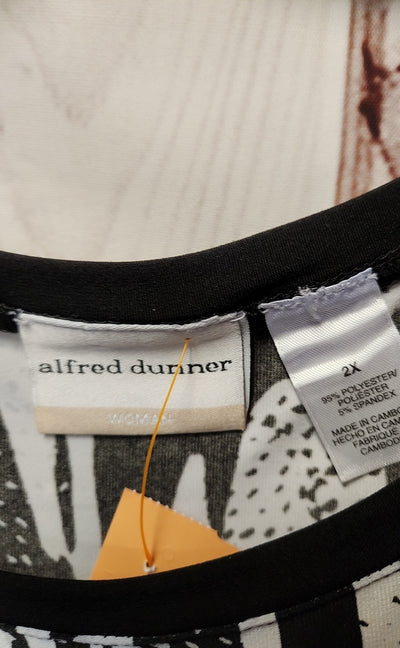 alfred dunner
WOMAN
2X
95% POLYESTER/
POLIÉSTER
5% SPANDEX
MADE IN CAMBO
HECHO EN CAM
FABRIQUÉ
CAMBOD